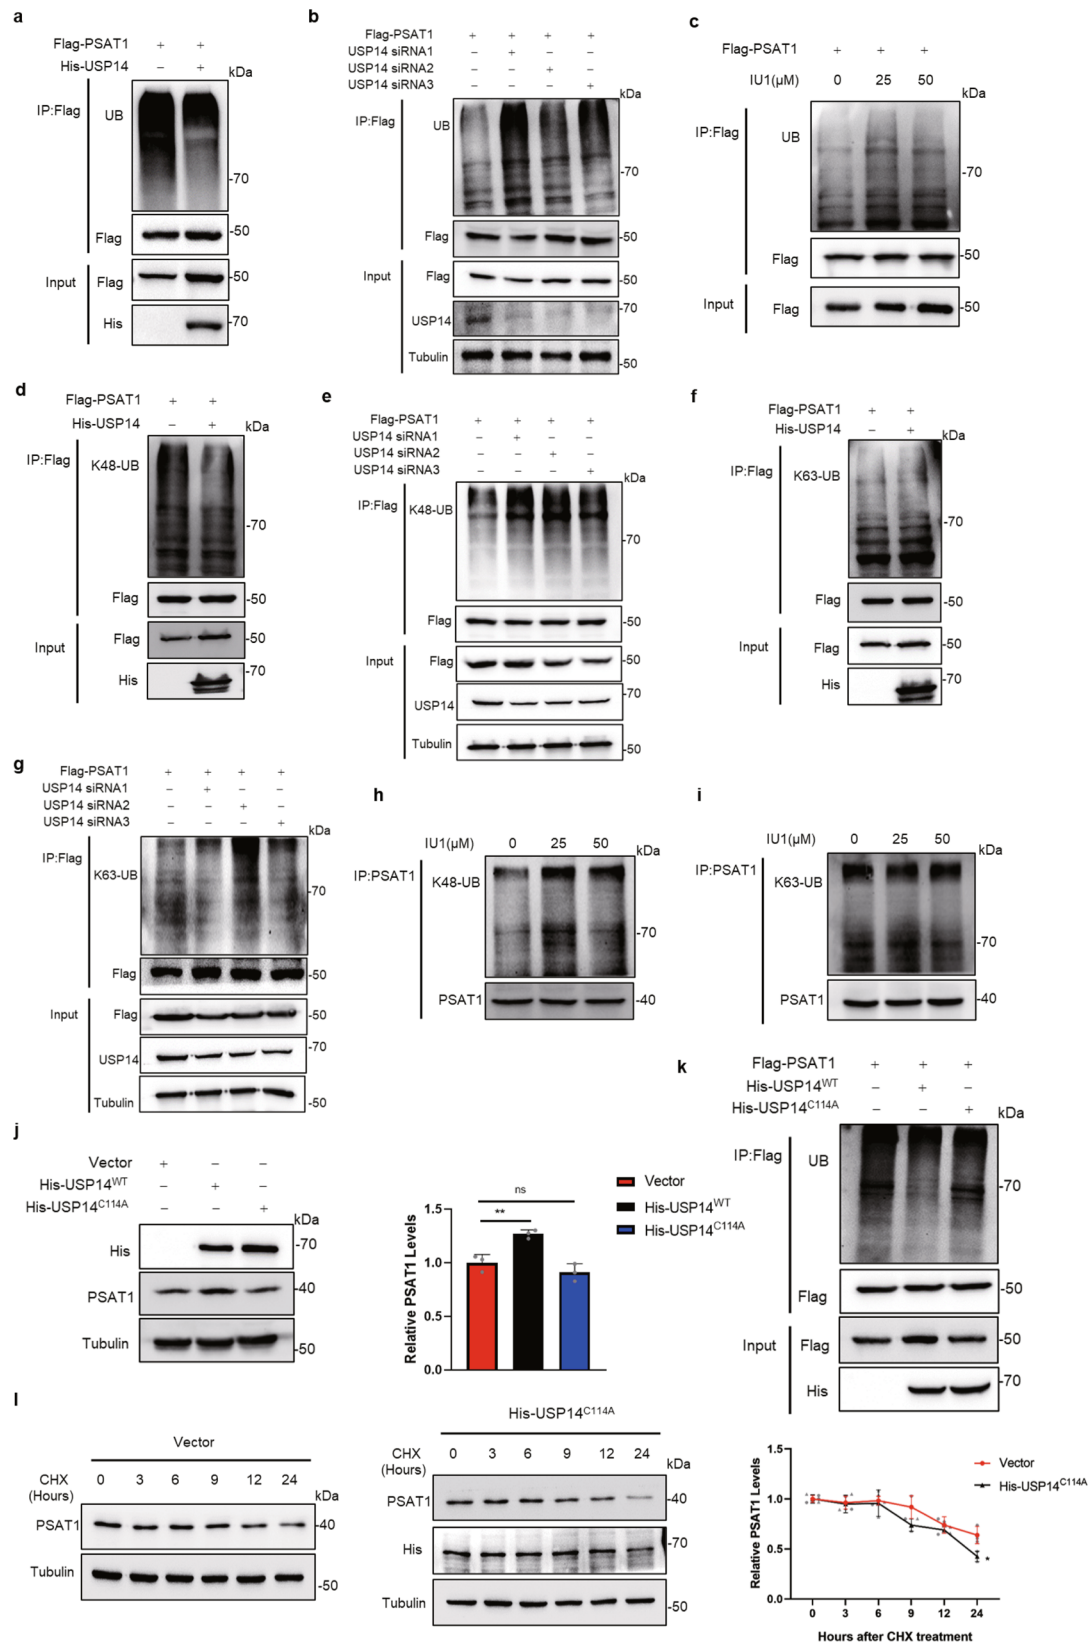 a
Flag-PSAT1 + +
His-USP14 − +
kDa
IP:Flag
UB
-70
Flag
-50
Input
Flag
-50
His
-70
b
Flag-PSAT1 + + + +
USP14 siRNA1 − + − −
USP14 siRNA2 − − + −
USP14 siRNA3 − − − +
kDa
IP:Flag
UB
-70
Flag
-50
Input
Flag
-50
-70
USP14
Tubulin
-50
c
Flag-PSAT1 + + +
IU1(μM) 0 25 50
kDa
IP:Flag
UB
-70
Flag
-50
Input
Flag
-50
d
Flag-PSAT1 + +
His-USP14 − +
kDa
IP:Flag
K48-UB
-70
Flag
-50
Input
Flag
-50
His
-70
e
Flag-PSAT1 + + + +
USP14 siRNA1 − + − −
USP14 siRNA2 − − + −
USP14 siRNA3 − − − +
kDa
IP:Flag
K48-UB
-70
Flag
-50
Input
Flag
-50
-70
USP14
Tubulin
-50
f
Flag-PSAT1 + +
His-USP14 − +
kDa
IP:Flag
K63-UB
-70
Flag
-50
Input
Flag
-50
His
-70
g
Flag-PSAT1 + + + +
USP14 siRNA1 − + − −
USP14 siRNA2 − − + −
USP14 siRNA3 − − − +
kDa
IP:Flag
K63-UB
-70
Flag
-50
Input
Flag
-50
-70
USP14
Tubulin
-50
h
IU1(μM) 0 25 50
kDa
IP:PSAT1
K48-UB
-70
PSAT1
-40
i
IU1(μM) 0 25 50
kDa
IP:PSAT1
K63-UB
-70
PSAT1
-40
j
Vector + − −
His-USP14WT − + −
His-USP14C114A − − +
kDa
His
-70
PSAT1
-40
Tubulin
-50
Relative PSAT1 Levels
1.5
1.0
0.5
0.0
ns
**
Vector
His-USP14WT
His-USP14C114A
k
Flag-PSAT1 + + +
His-USP14WT − + −
His-USP14C114A − − +
kDa
IP:Flag
UB
-70
Flag
-50
Input
Flag
-50
His
-70
l
Vector
CHX
(Hours)
0 3 6 9 12 24
kDa
PSAT1
-40
Tubulin
-50
His-USP14C114A
CHX
(Hours)
0 3 6 9 12 24
kDa
PSAT1
-40
His
-70
Tubulin
-50
Relative PSAT1 Levels
1.5
1.0
0.5
0.0
0 3 6 9 12 24
Hours after CHX treatment
Vector
His-USP14C114A
*